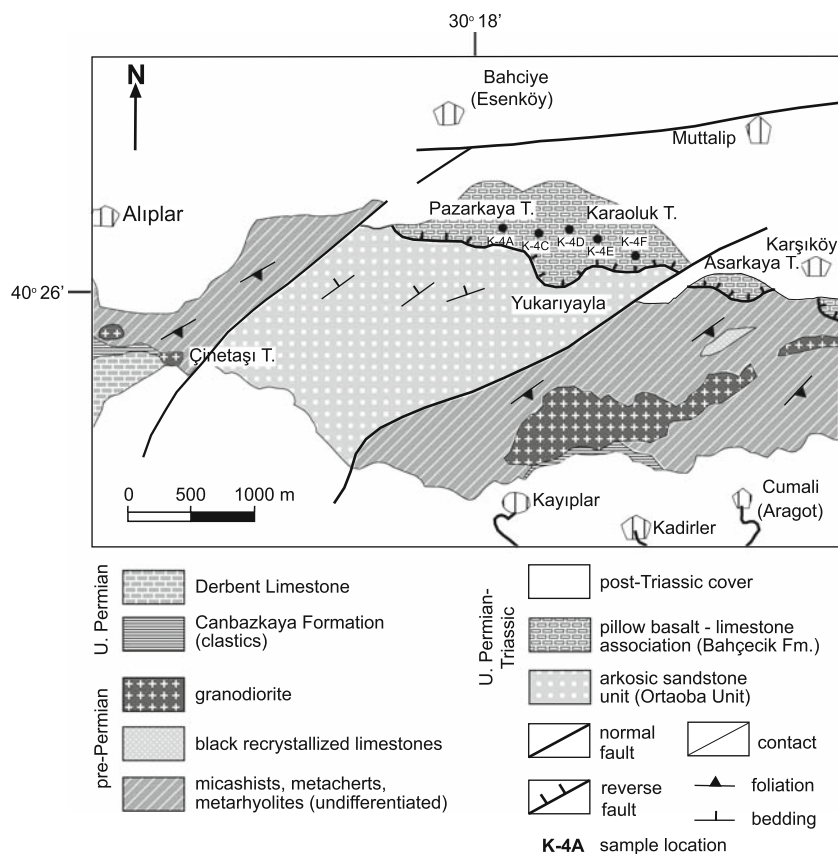 30° 18'
N
Bahciye
(Esenköy)
Muttalip
Alıplar
Pazarkaya T.
Karaoluk T.
K-4A
K-4C
K-4D
K-4E
K-4F
Karşıköy
Asarkaya T.
40° 26'
Yukarıyayla
Çinetaşı T.
0 500 1000 m
Kayıplar
Kadirler
Cumali
(Aragot)
U. Permian
Derbent Limestone
Canbazkaya Formation
(clastics)
pre-Permian
granodiorite
black recrystallized limestones
micashists, metacherts,
metarhyolites (undifferentiated)
U. Permian-
Triassic
post-Triassic cover
pillow basalt - limestone
association (Bahçecik Fm.)
arkosic sandstone
unit (Ortaoba Unit)
normal
fault
contact
reverse
fault
foliation
bedding
K-4A sample location